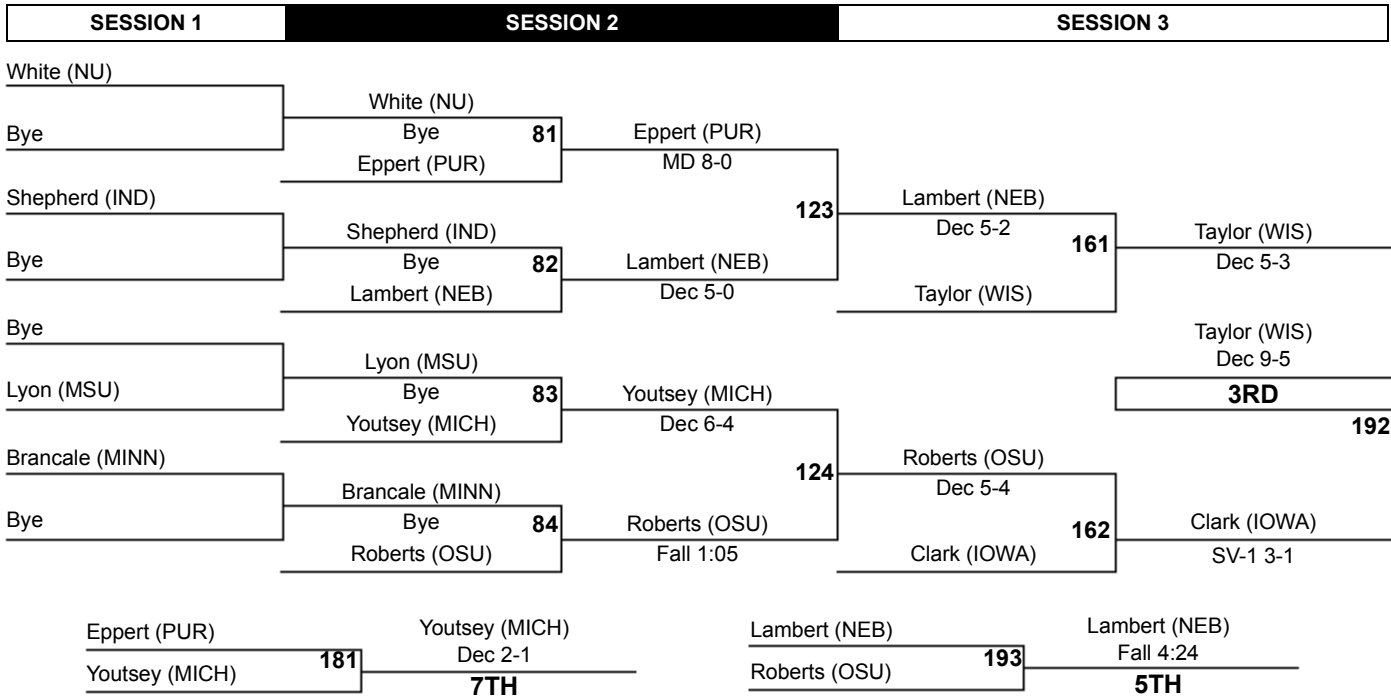 SESSION 1 SESSION 2 SESSION 3
White (NU)
Bye
Shepherd (IND)
Bye
Bye
Lyon (MSU)
Brancale (MINN)
Bye
White (NU)
Bye 81
Eppert (PUR)
Shepherd (IND)
Bye 82
Lambert (NEB)
Lyon (MSU)
Bye 83
Youtsey (MICH)
Brancale (MINN)
Bye 84
Roberts (OSU)
Eppert (PUR)
MD 8-0
123
Lambert (NEB)
Dec 5-0
Youtsey (MICH)
Dec 6-4
124
Roberts (OSU)
Fall 1:05
Lambert (NEB)
Dec 5-2
161
Taylor (WIS)
Roberts (OSU)
Dec 5-4
162
Clark (IOWA)
Taylor (WIS)
Dec 5-3
Taylor (WIS)
Dec 9-5
3RD
192
Clark (IOWA)
SV-1 3-1
Eppert (PUR)
181
Youtsey (MICH)
Youtsey (MICH)
Dec 2-1
7TH
Lambert (NEB)
193
Roberts (OSU)
Lambert (NEB)
Fall 4:24
5TH